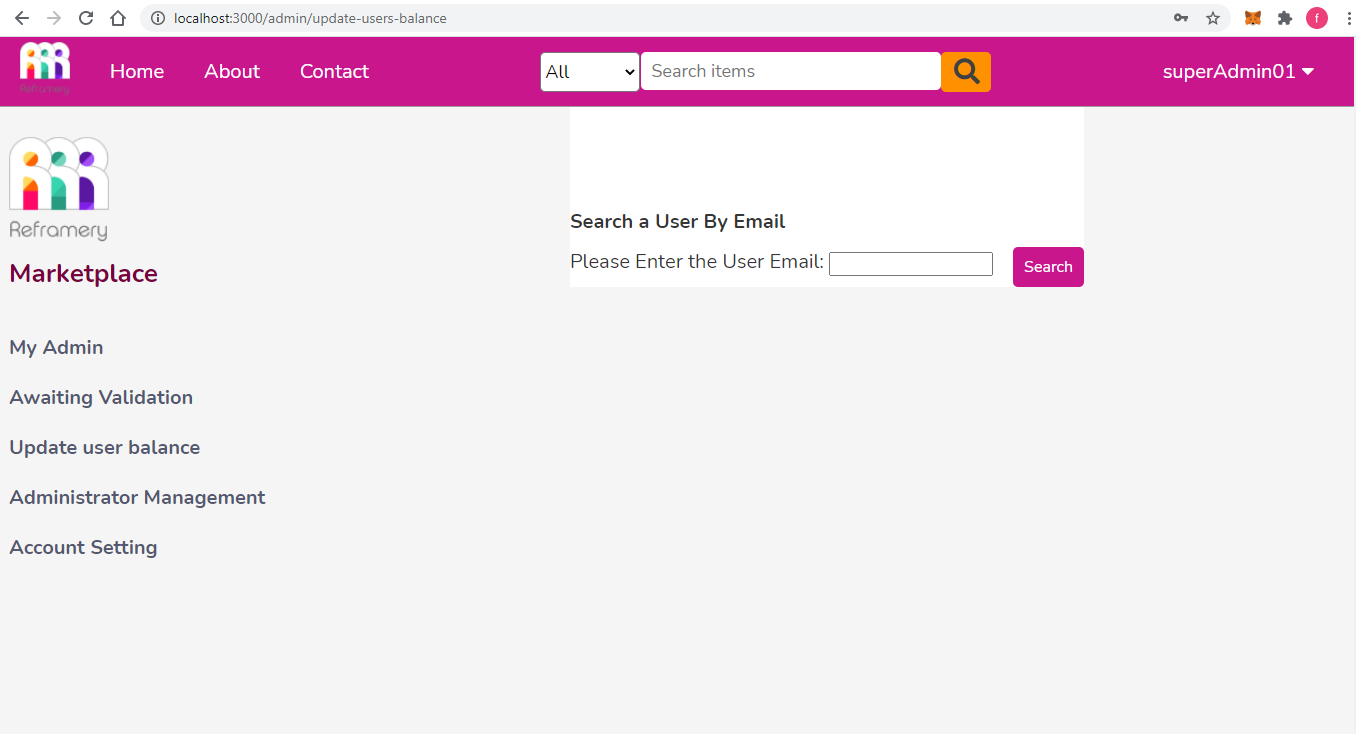 localhost:3000/admin/update-users-balance
f
Reframery
Home
About
Contact
All
Search items
superAdmin01
Reframery
Marketplace
My Admin
Awaiting Validation
Update user balance
Administrator Management
Account Setting
Search a User By Email
Please Enter the User Email:
Search